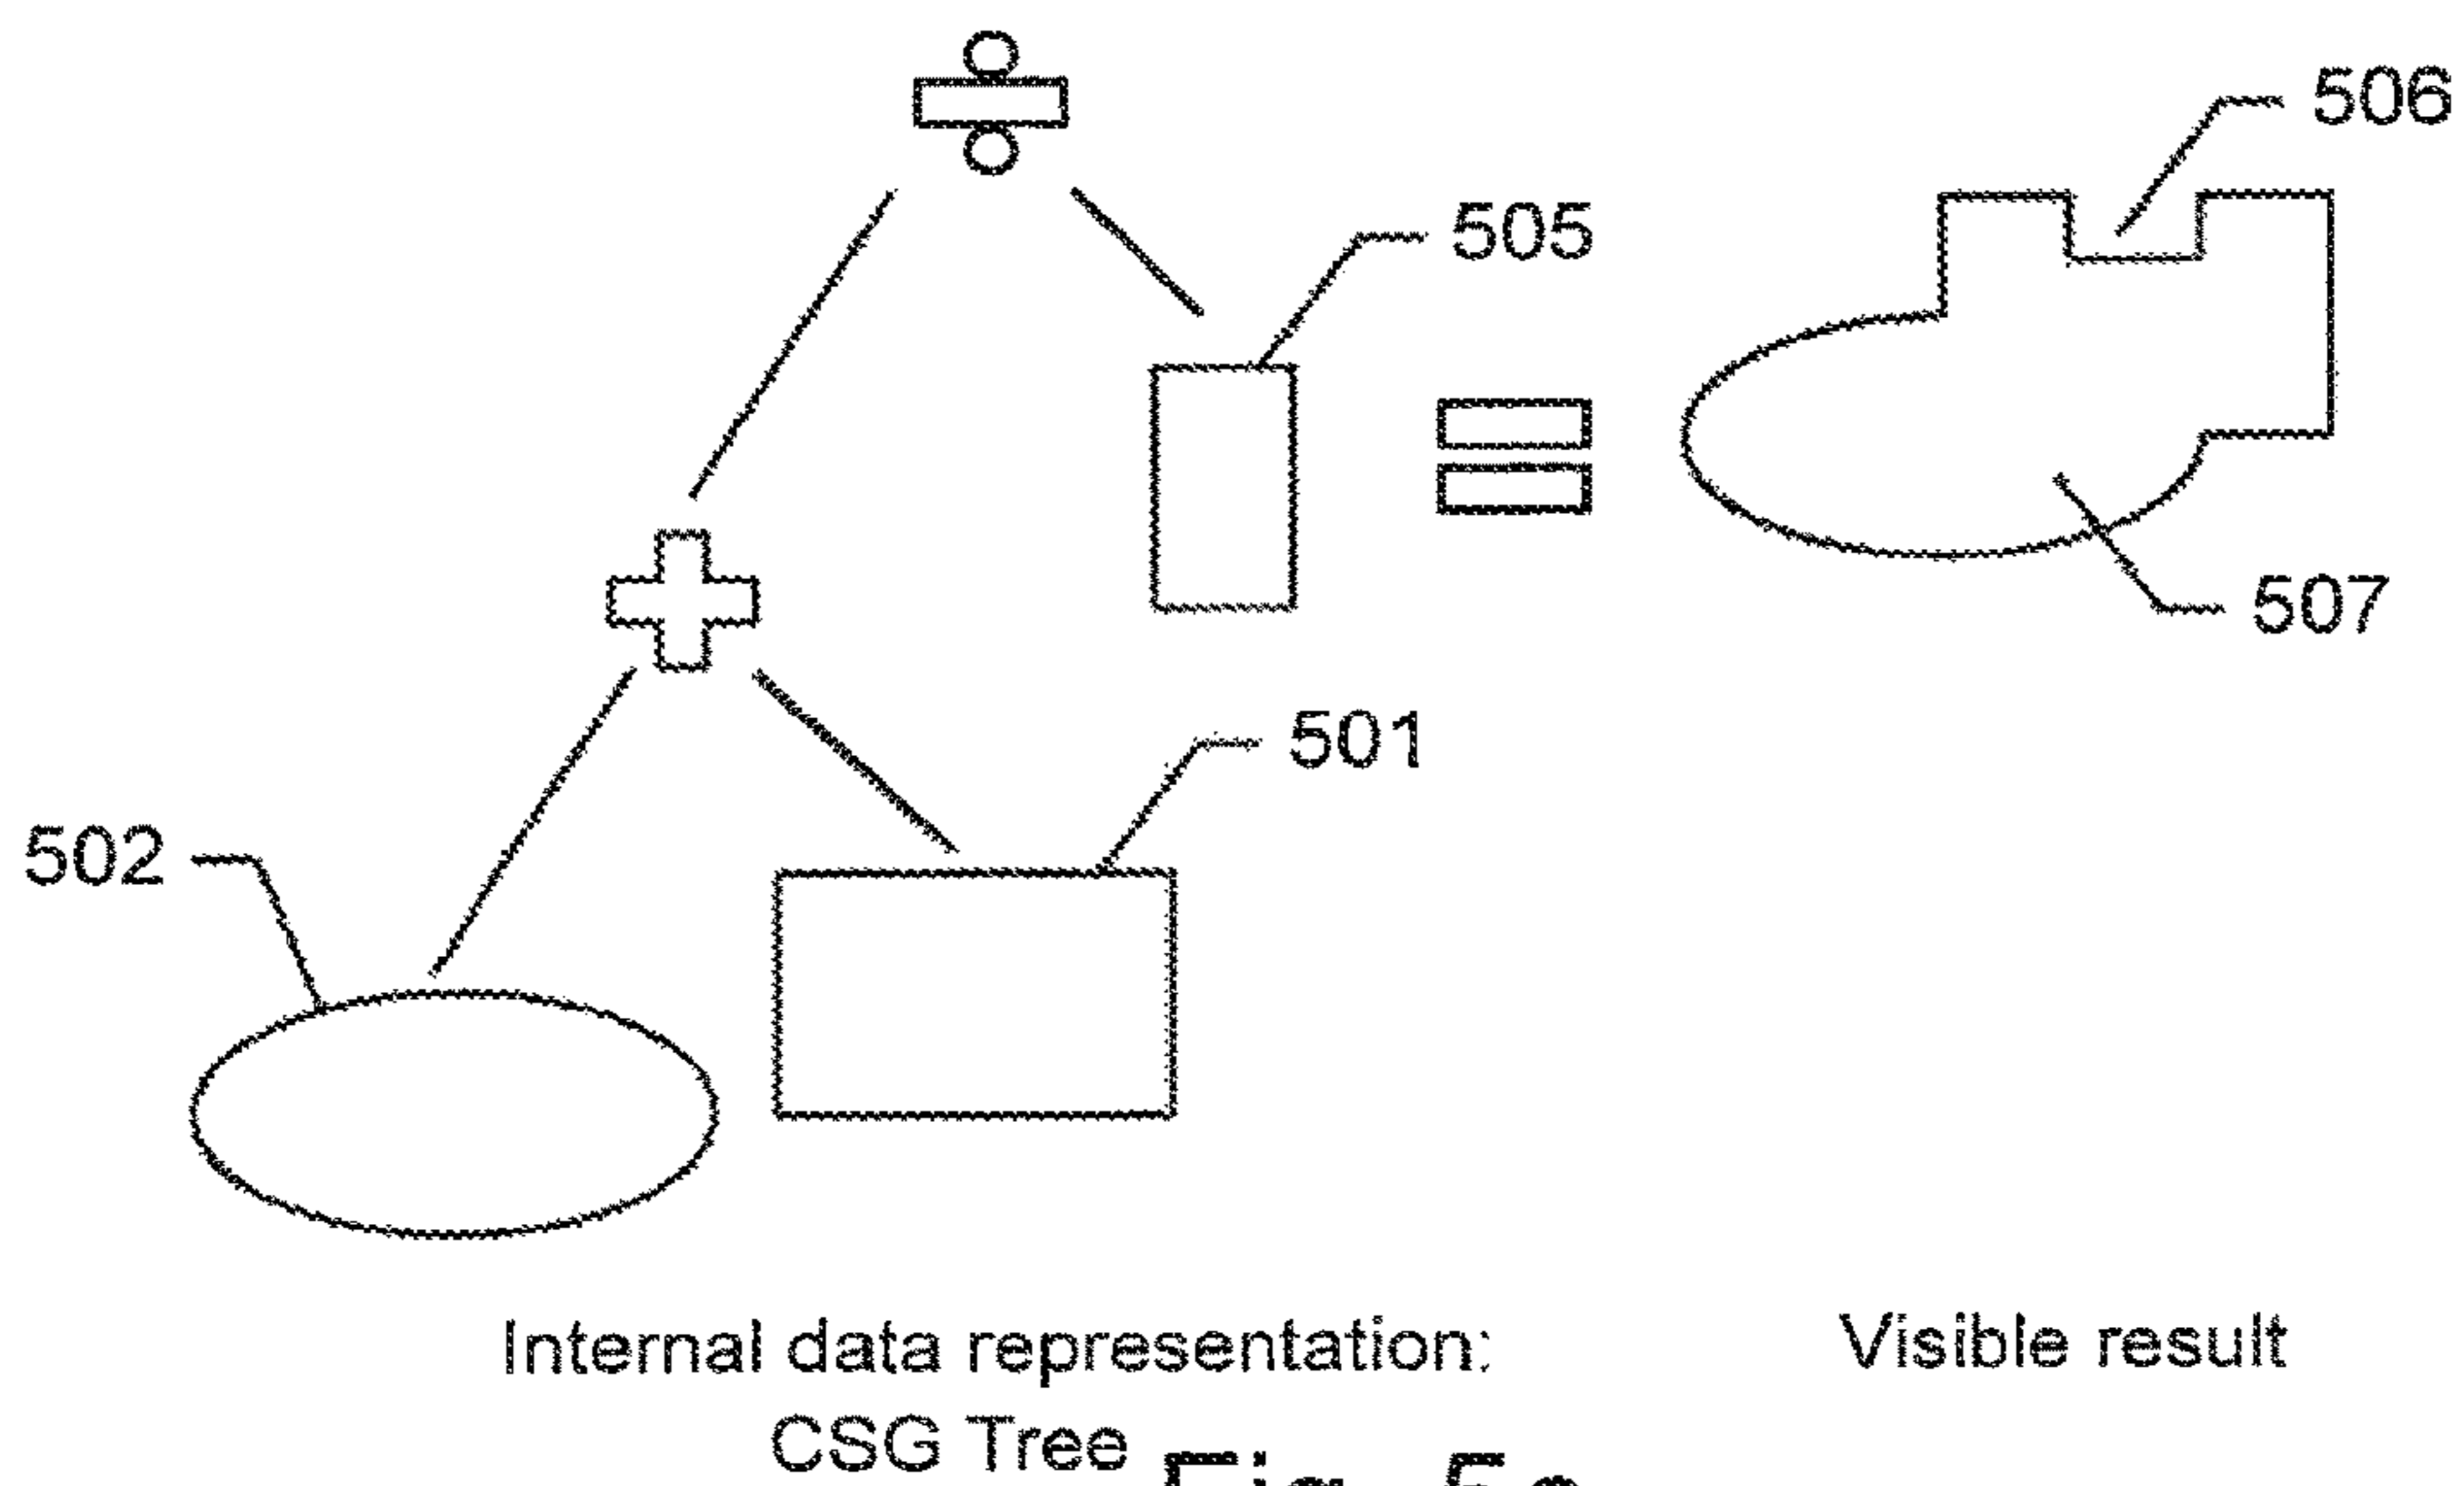 506
505
507
501
502
Internal data representation:
Visible result
CSG Tree